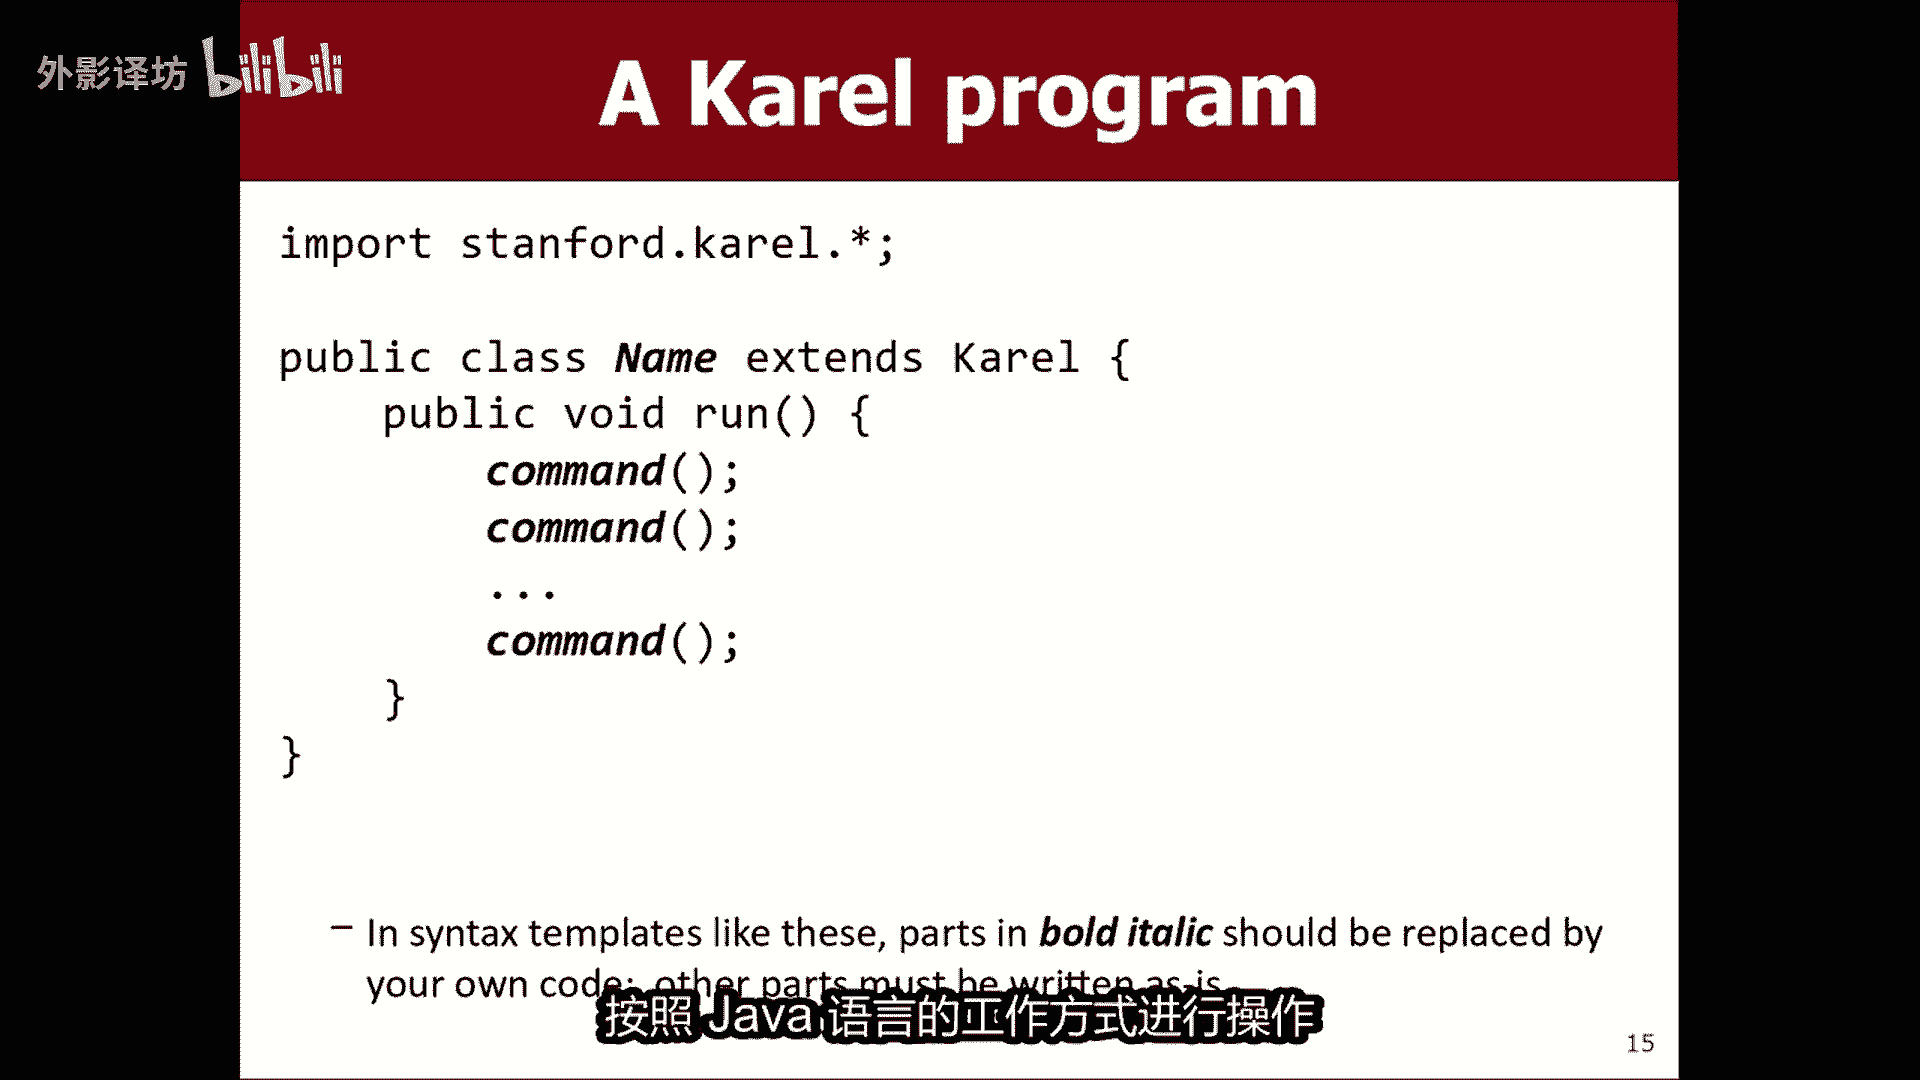 外影译坊 bilibili
A Karel program
import stanford.karel.*;
public class Name extends Karel {
public void run() {
command();
command();
...
command();
}
}
– In syntax templates like these, parts in bold italic should be replaced by
your own code; other parts must be written as-is.
按照 Java 语言的工作方式进行操作
15